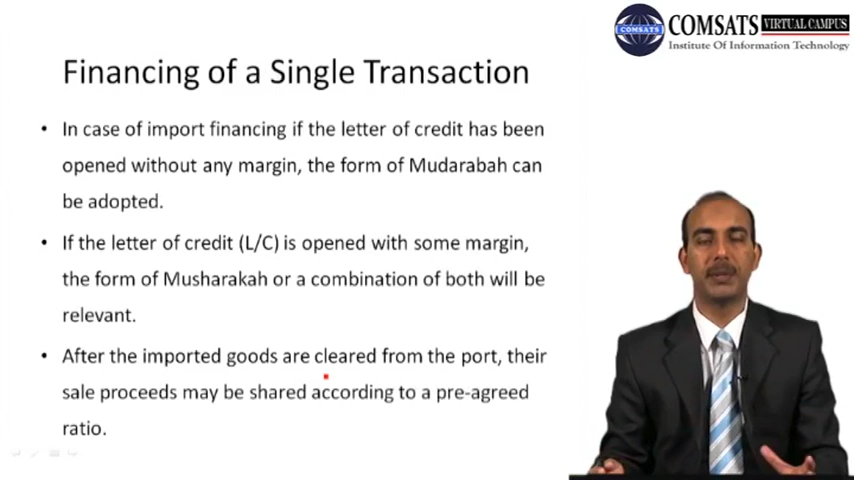 COMSATS VIRTUAL CAMPUS
Institute Of Information Technology
COMSATS
Financing of a Single Transaction
• In case of import financing if the letter of credit has been
opened without any margin, the form of Mudarabah can
be adopted.
• If the letter of credit (L/C) is opened with some margin,
the form of Musharakah or a combination of both will be
relevant.
• After the imported goods are cleared from the port, their
sale proceeds may be shared according to a pre-agreed
ratio.